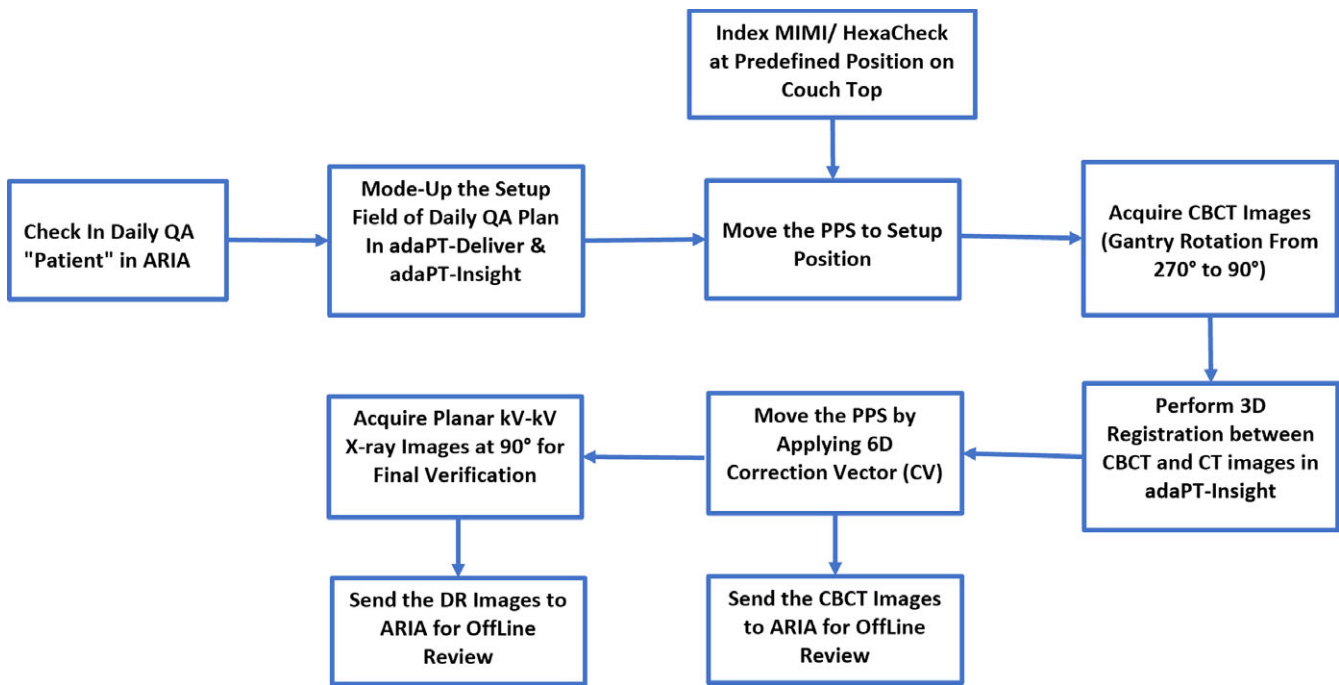 Index MIMI/ HexaCheck
at Predefined Position on
Couch Top
Check In Daily QA
"Patient" in ARIA
Mode-Up the Setup
Field of Daily QA Plan
In adaPT-Deliver &
adaPT-Insight
Move the PPS to Setup
Position
Acquire CBCT Images
(Gantry Rotation From
270° to 90°)
Perform 3D
Registration between
CBCT and CT images in
adaPT-Insight
Move the PPS by
Applying 6D
Correction Vector (CV)
Acquire Planar kV-kV
X-ray Images at 90° for
Final Verification
Send the DR Images to
ARIA for OffLine
Review
Send the CBCT Images
to ARIA for OffLine
Review